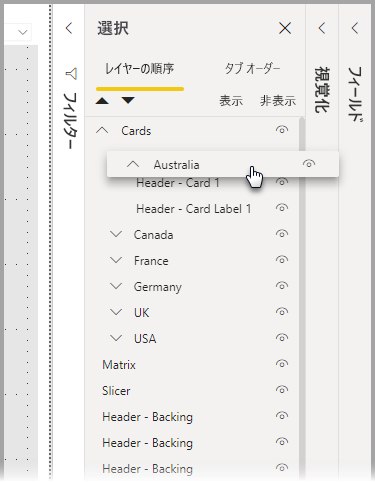 選択
レイヤーの順序
タブ オーダー
表示
非表示
Cards
Australia
Header - Card 1
Header - Card Label 1
Canada
France
Germany
UK
USA
Matrix
Slicer
Header - Backing
Header - Backing
Header - Backing
フィルター
視覚化
フィールド